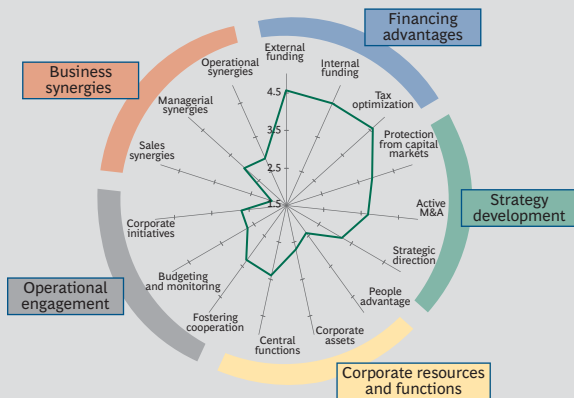 Financing
advantages
External
funding
Internal
funding
Tax
optimization
Protection
from capital
markets
Active
M&A
Strategy
development
Strategic
direction
People
advantage
Corporate
assets
Corporate resources
and functions
Central
functions
Fostering
cooperation
Budgeting
and monitoring
Operational
engagement
Corporate
initiatives
Sales
synergies
Managerial
synergies
Business
synergies
Operational
synergies
4.5
3.5
2.5
1.5